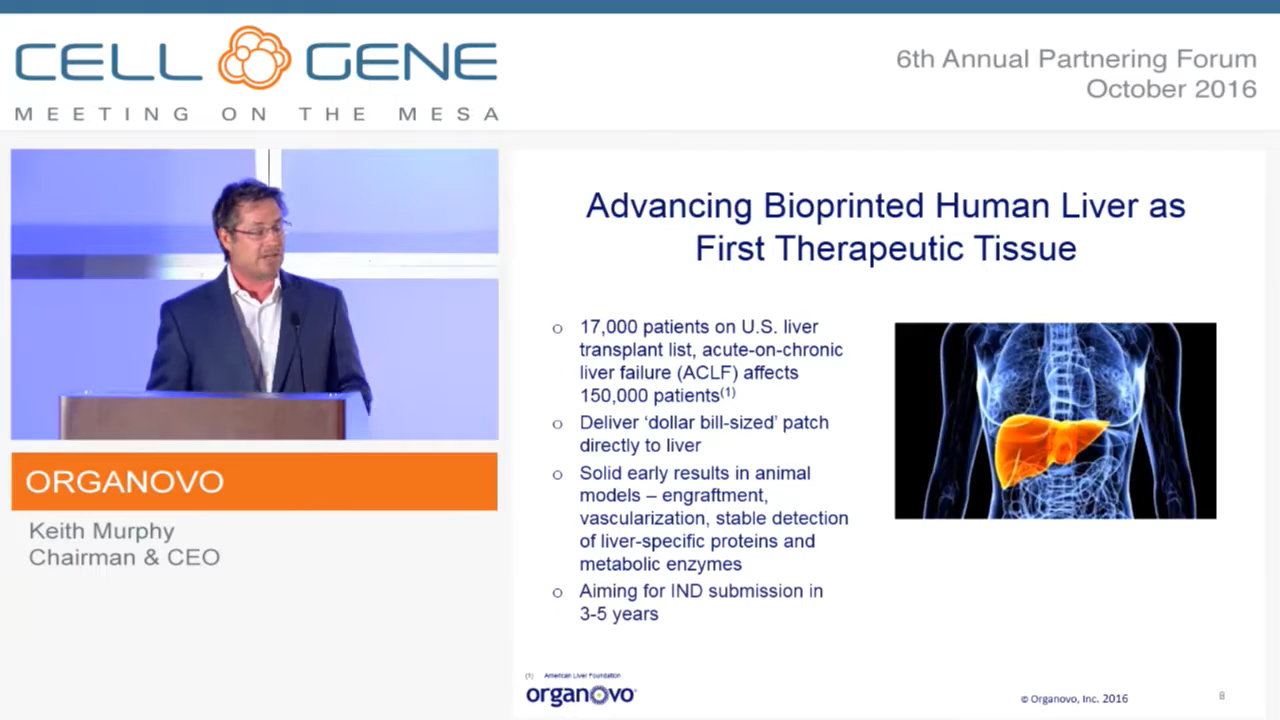 CELL GENE
MEETING ON THE MESA
6th Annual Partnering Forum
October 2016
ORGANOVO
Keith Murphy
Chairman & CEO
Advancing Bioprinted Human Liver as
First Therapeutic Tissue
o 17,000 patients on U.S. liver
transplant list, acute-on-chronic
liver failure (ACLF) affects
150,000 patients(1)
o Deliver ‘dollar bill-sized’ patch
directly to liver
o Solid early results in animal
models – engraftment,
vascularization, stable detection
of liver-specific proteins and
metabolic enzymes
o Aiming for IND submission in
3-5 years
(1) American Liver Foundation
organovo
© Organovo, Inc. 2016
8